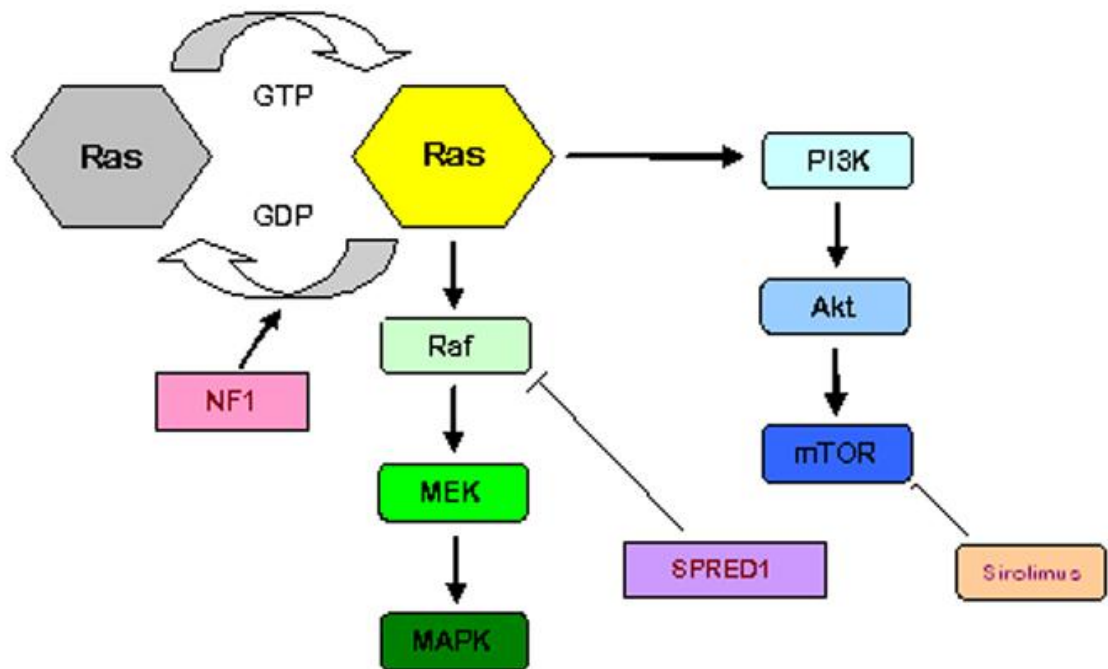 GTP
Ras
Ras
PI3K
GDP
Akt
Raf
NF1
mTOR
MEK
SPRED1
Sirolimus
MAPK